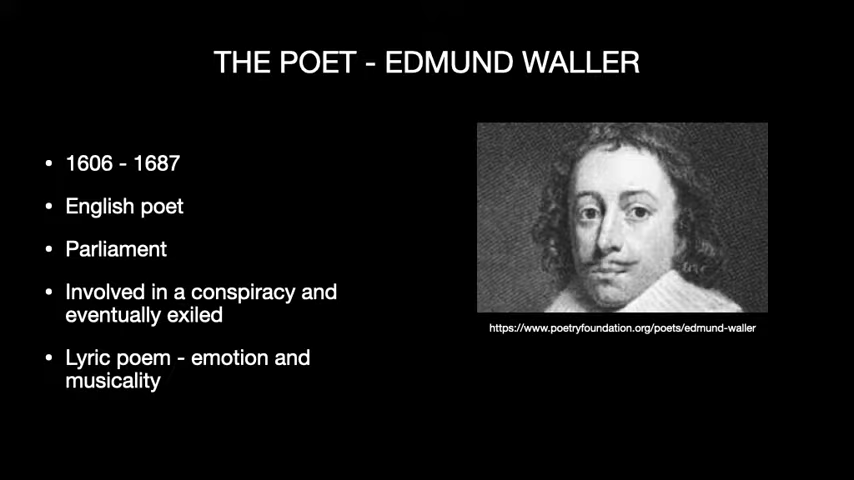 THE POET - EDMUND WALLER
• 1606 - 1687
• English poet
• Parliament
• Involved in a conspiracy and
eventually exiled
• Lyric poem - emotion and
musicality
https://www.poetryfoundation.org/poets/edmund-waller